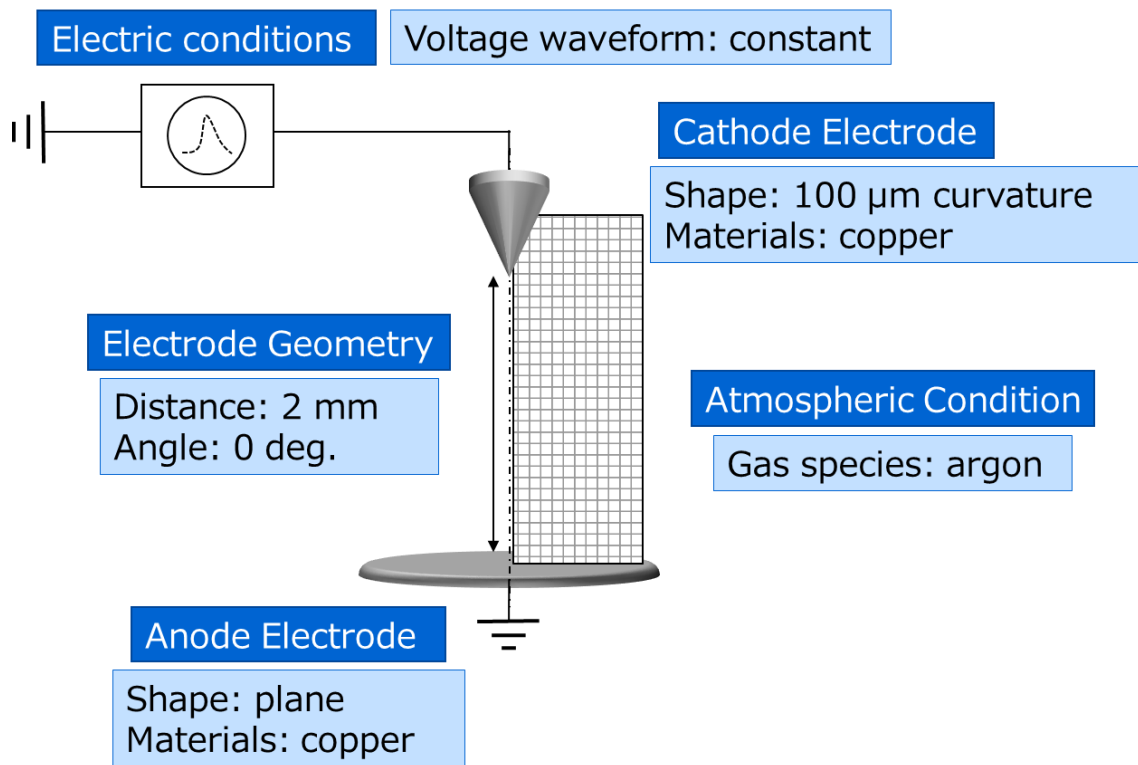 Electric conditions
Voltage waveform: constant
Cathode Electrode
Shape: 100 µm curvature
Materials: copper
Electrode Geometry
Distance: 2 mm
Angle: 0 deg.
Atmospheric Condition
Gas species: argon
Anode Electrode
Shape: plane
Materials: copper